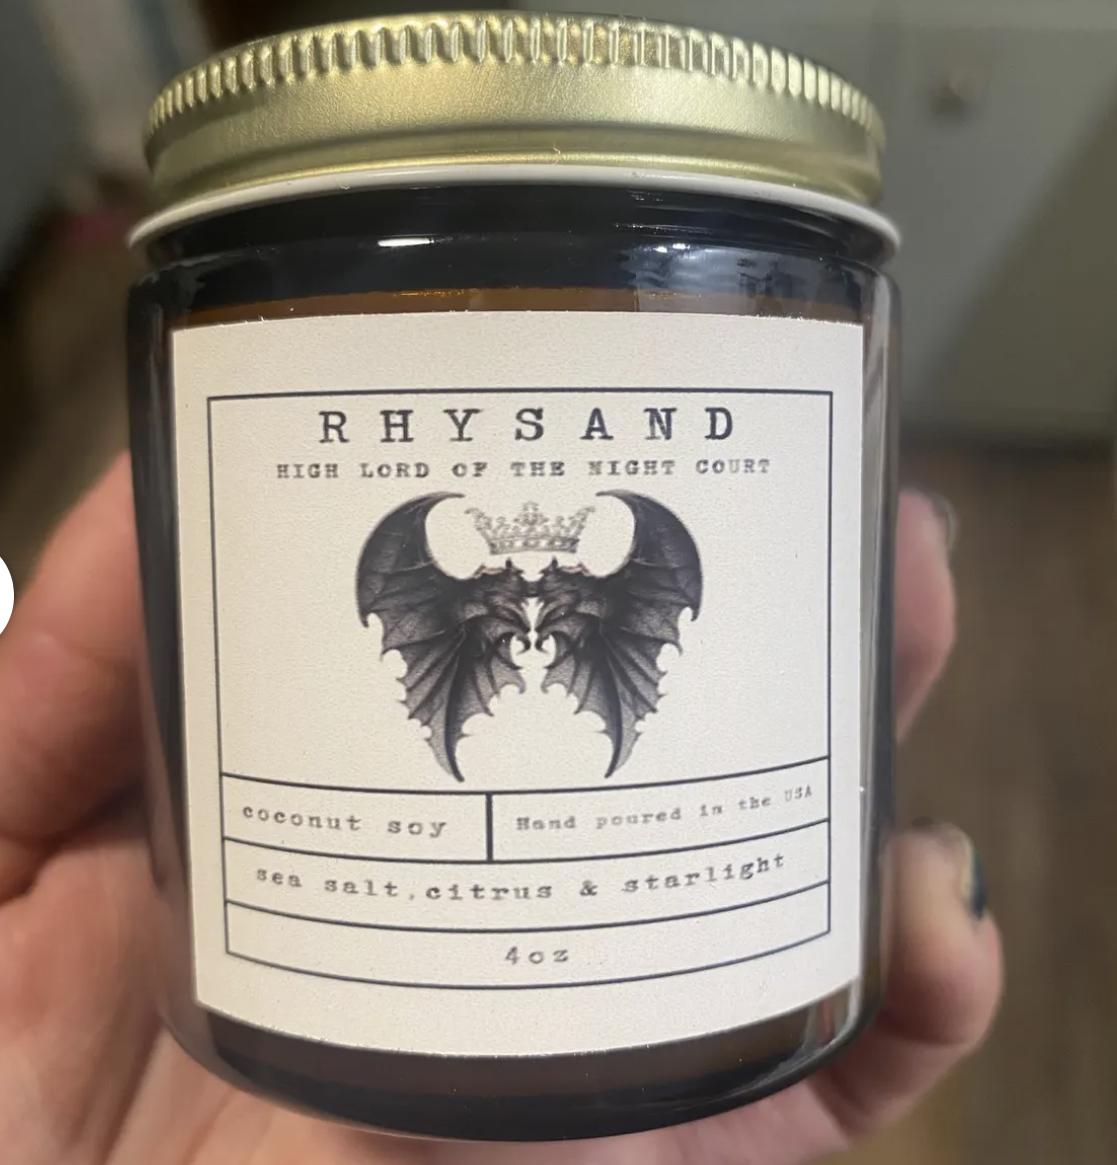 RHYSAND
HIGH LORD OF THE NIGHT COURT
coconut soy
Hand poured in the USA
sea salt, citrus & starlight
4oz